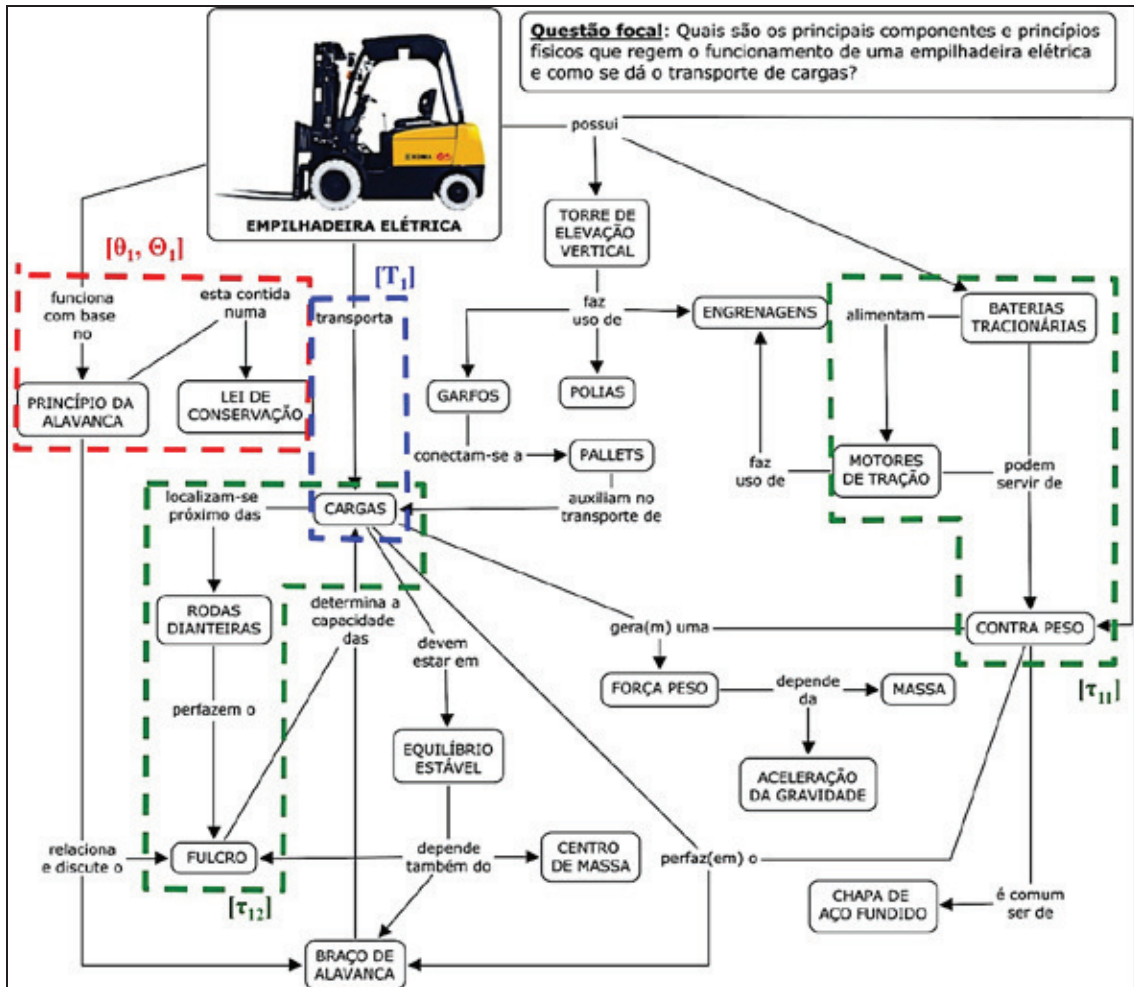 Questão focal: Quais são os principais componentes e princípios
físicos que regem o funcionamento de uma empilhadeira elétrica
e como se dá o transporte de cargas?
EMPILHADEIRA ELÉTRICA
possui
TORRE DE
ELEVAÇÃO
VERTICAL
[θ1, Θ1]
[T1]
funciona
com base
no
esta contida
numa
transporta
faz
uso de
ENGRENAGENS
alimentam
BATERIAS
TRACIONÁRIAS
PRINCÍPIO DA
ALAVANCA
LEI DE
CONSERVAÇÃO
GARFOS
POLIAS
conectam-se a
PALLETS
faz
uso de
MOTORES
DE TRAÇÃO
podem
servir de
localizam-se
próximo das
CARGAS
auxiliam no
transporte de
RODAS
DIANTEIRAS
determina a
capacidade
das
devem
estar em
gera(m) uma
CONTRA PESO
FORÇA PESO
depende
da
MASSA
[τ11]
perfazem o
EQUILÍBRIO
ESTÁVEL
ACELERAÇÃO
DA GRAVIDADE
relaciona
e discute o
FULCRO
depende
também do
CENTRO
DE MASSA
perfaz(em) o
[τ12]
CHAPA DE
AÇO FUNDIDO
é comum
ser de
BRAÇO DE
ALAVANCA